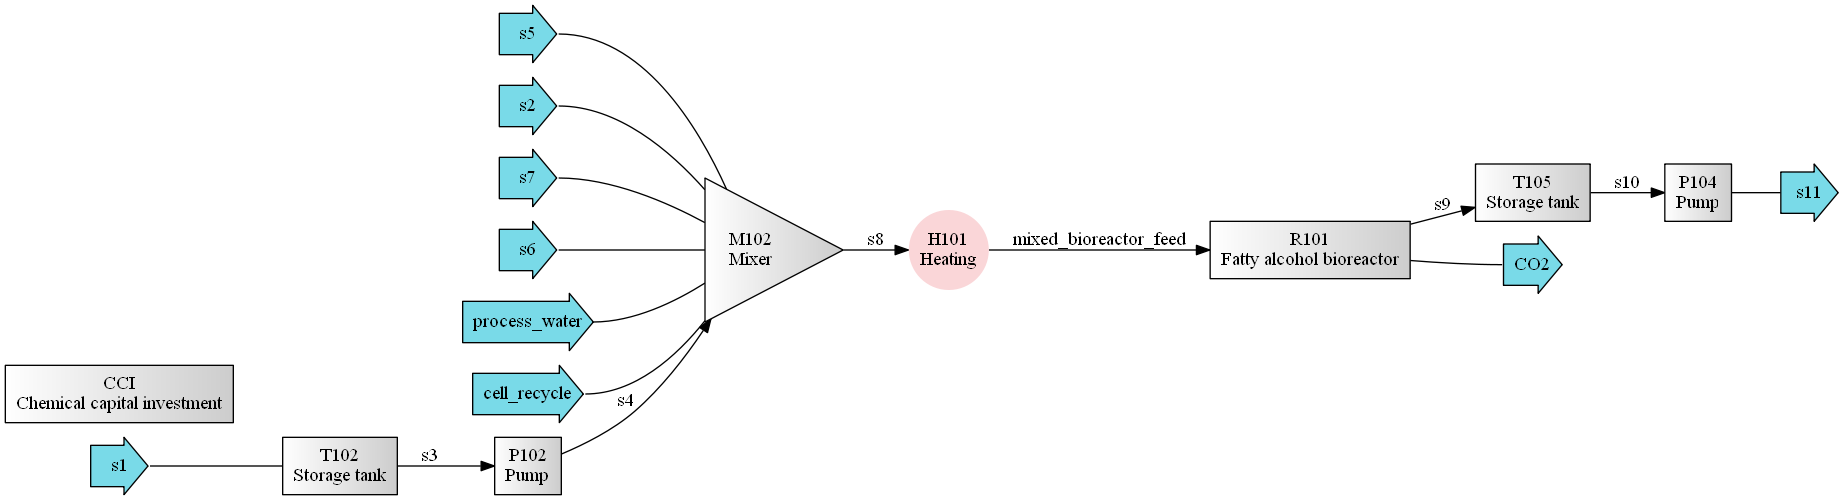 s5
s2
s7
s6
process_water
cell_recycle
CCI
Chemical capital investment
s1
T102
Storage tank
s3
P102
Pump
s4
M102
Mixer
s8
H101
Heating
mixed_bioreactor_feed
R101
Fatty alcohol bioreactor
s9
CO2
T105
Storage tank
s10
P104
Pump
s11